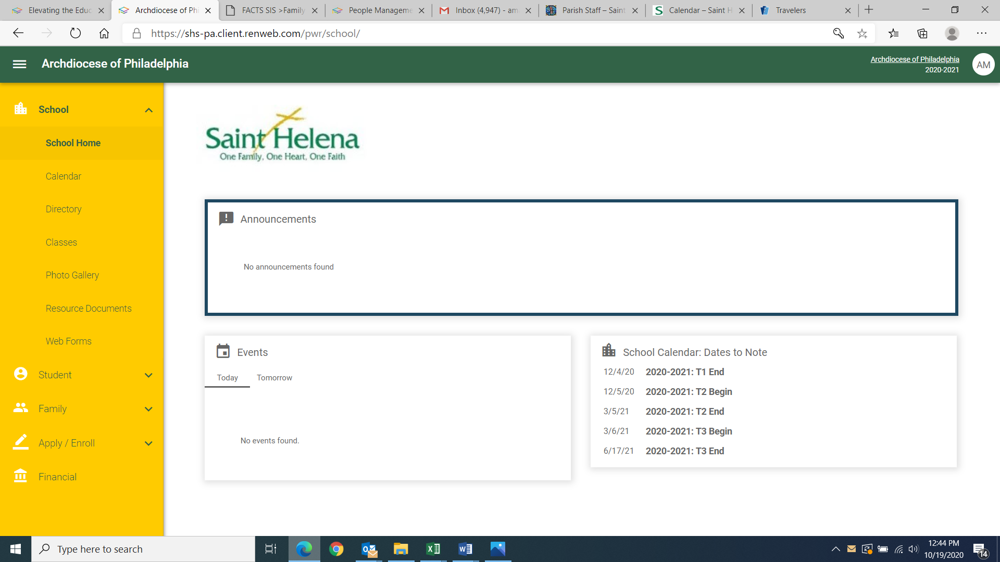 Elevating the Educ
Archdiocese of Phi
FACTS SIS >Family
People Manageme
Inbox (4,947) - am
Parish Staff – Saint
Calendar – Saint H
Travelers
https://shs-pa.client.renweb.com/pwr/school/
Archdiocese of Philadelphia
Archdiocese of Philadelphia
2020-2021
AM
School
School Home
Calendar
Directory
Classes
Photo Gallery
Resource Documents
Web Forms
Student
Family
Apply / Enroll
Financial
Saint Helena
One Family, One Heart, One Faith
Announcements
No announcements found
Events
Today Tomorrow
No events found.
School Calendar: Dates to Note
12/4/20 2020-2021: T1 End
12/5/20 2020-2021: T2 Begin
3/5/21 2020-2021: T2 End
3/6/21 2020-2021: T3 Begin
6/17/21 2020-2021: T3 End
Type here to search
12:44 PM
10/19/2020
14